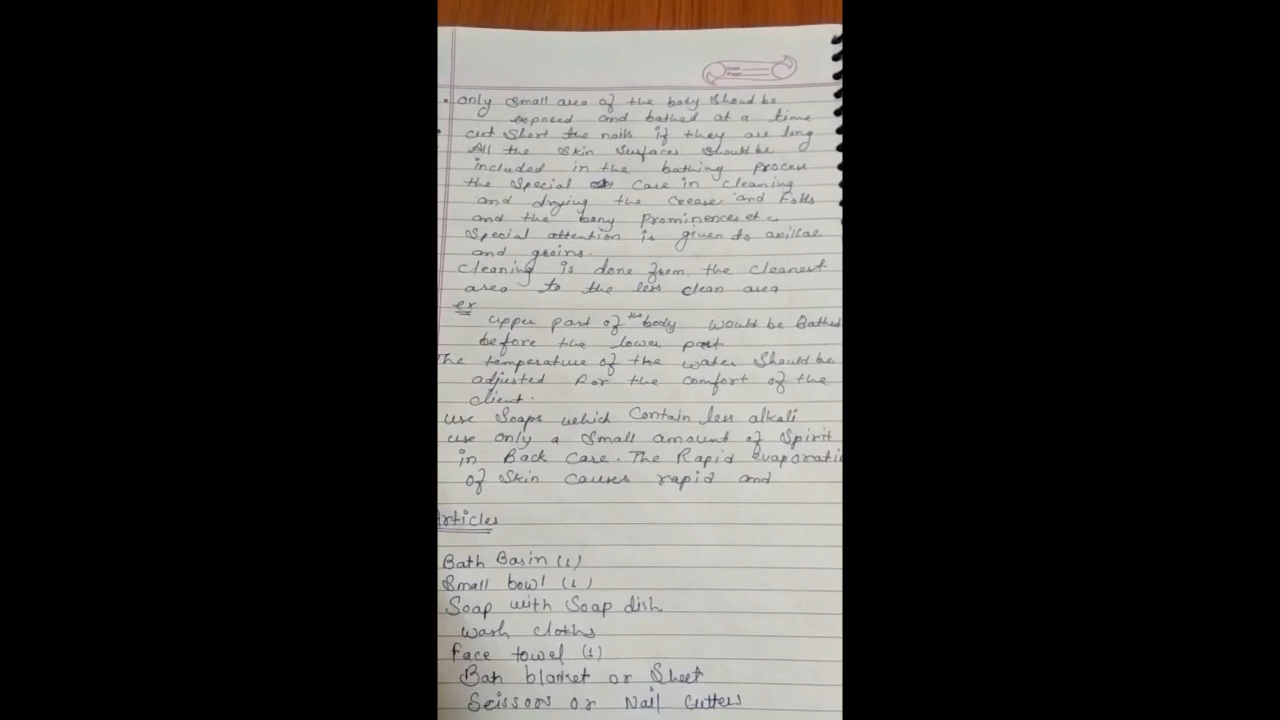 only Small area of the body Shoud be
exposed and bathed at a time
cut Short the nails if they are long
All the Skin Surfaces Should be
included in the bathing process
the Special Care in cleaning
and drying the Creases and Folds
and the bony Prominences etc
Special attention is given to axillae
and groins.
Cleaning is done from the cleanest
area to the less clean area
ex
upper part of the body would be Bathed
before the lower part
The temperature of the water Should be
adjusted For the comfort of the
client.
use Soaps which Contain less alkali
use only a Small amount of Spirit
in Back Care. The Rapid evaporati
of Skin causes rapid and
Articles
Bath Basin (1)
Small bowl (1)
Soap with Soap dish
wash cloths
Face towel (1)
Bath blanket or Sheet
Scissors or Nail Cutters